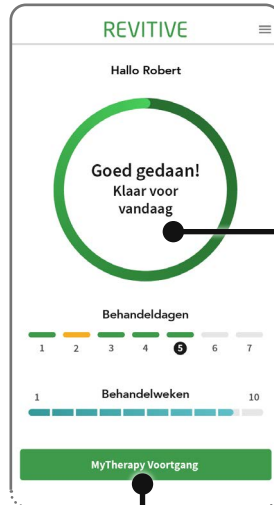 REVITIVE
Hallo Robert
Goed gedaan!
Klaar voor
vandaag
Behandeldagen
1 2 3 4 5 6 7
1 Behandelweken 10
MyTherapy Voortgang